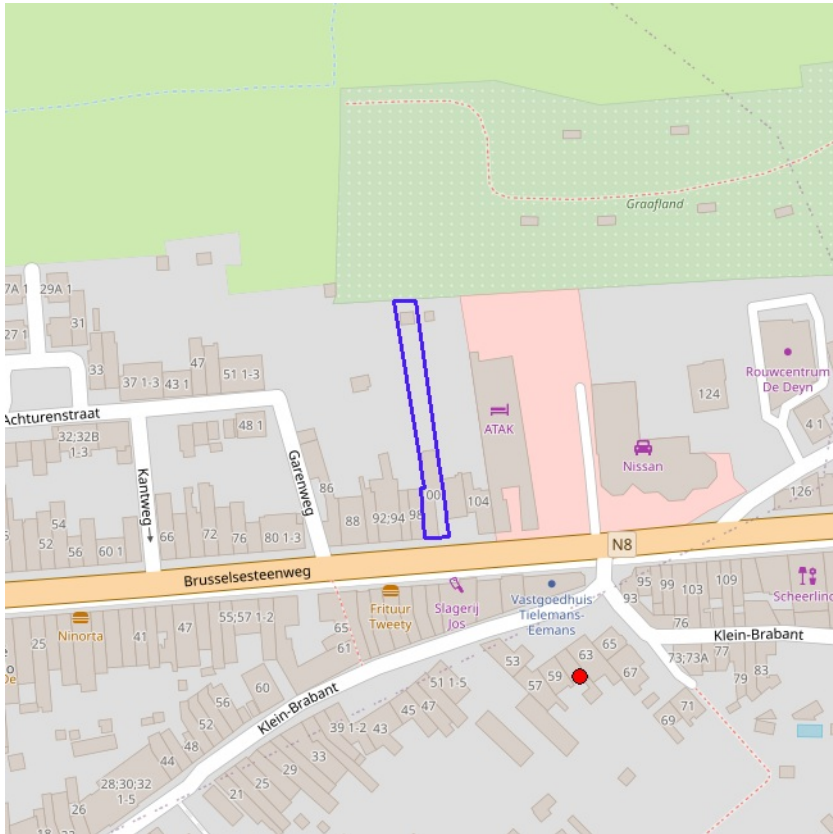 Graafland
7A 1
29A 1
27 1
31
33
37 1-3
43 1
47
51 1-3
124
Rouwcentrum
De Deyn
ATAK
Nissan
4 1
Achturenstraat
32;32B
1-3
48 1
Kantweg
Garenweg
86
88
92;94
98
00
104
126
54
52
56
60 1
66
72
76
80 1-3
N8
Brusselsesteenweg
Ninorta
Frituur
Tweety
Slagerij
Jos
Vastgoedhuis
Tielemans-
Eemans
95
99
103
109
93
Scheerlinc
25
41
47
55;57 1-2
65
61
76
Klein-Brabant
73;73A
77
79
83
De
53
57
59
63
65
67
69
71
60
56
52
48
44
Klein-Brabant
51 1-5
45
47
39 1-2
43
33
29
25
21
28;30;32
1-5
26
18